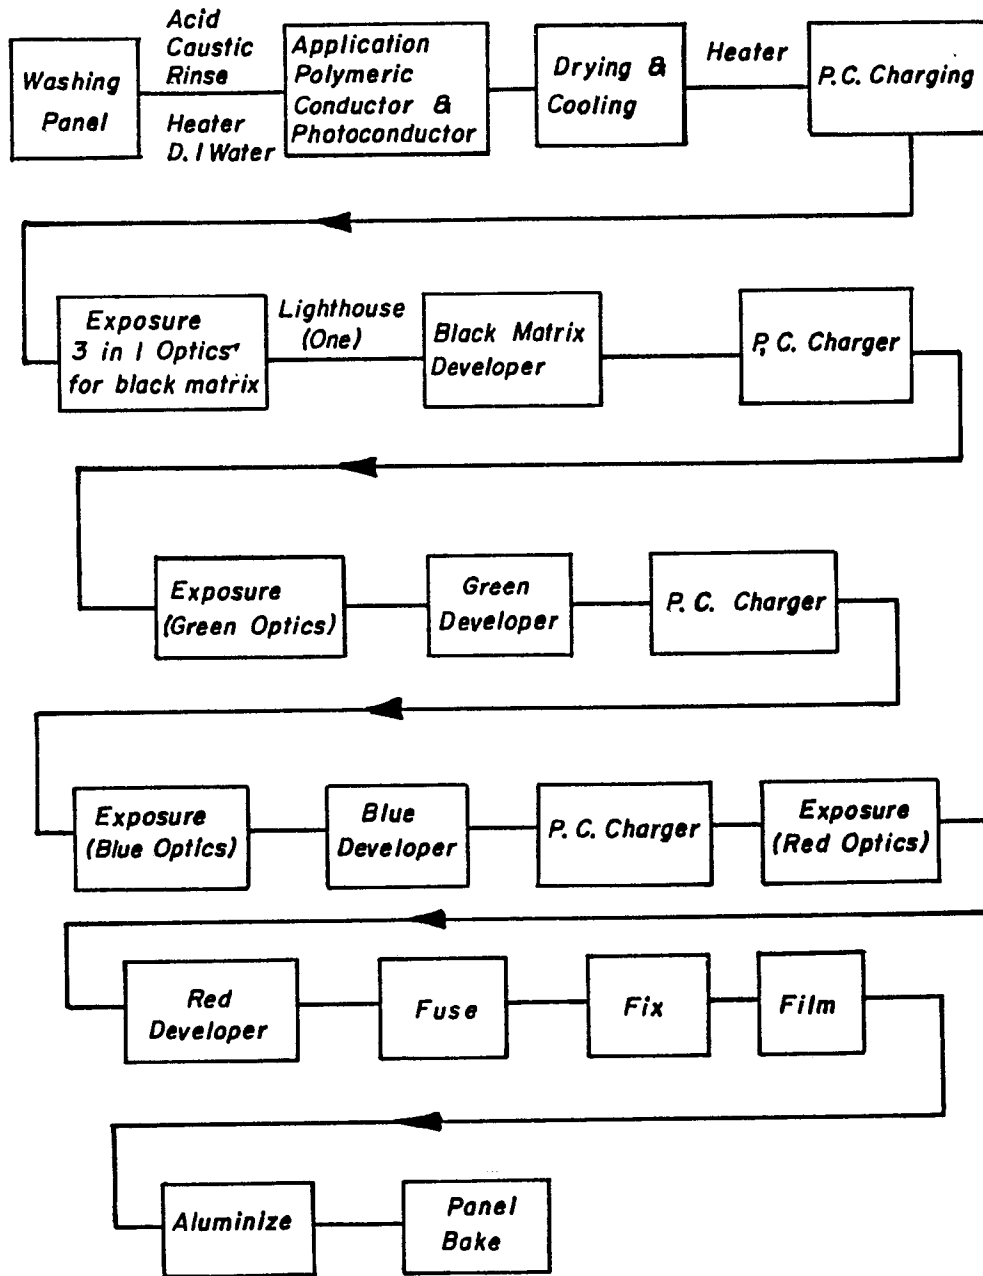 Washing
Panel
Acid
Caustic
Rinse
Heater
D. I Water
Application
Polymeric
Conductor &
Photoconductor
Drying &
Cooling
Heater
P. C. Charging
Exposure
3 in 1 Optics
for black matrix
Lighthouse
(One)
Black Matrix
Developer
P, C. Charger
Exposure
(Green Optics)
Green
Developer
P. C. Charger
Exposure
(Blue Optics)
Blue
Developer
P. C. Charger
Exposure
(Red Optics)
Red
Developer
Fuse
Fix
Film
Aluminize
Panel
Bake